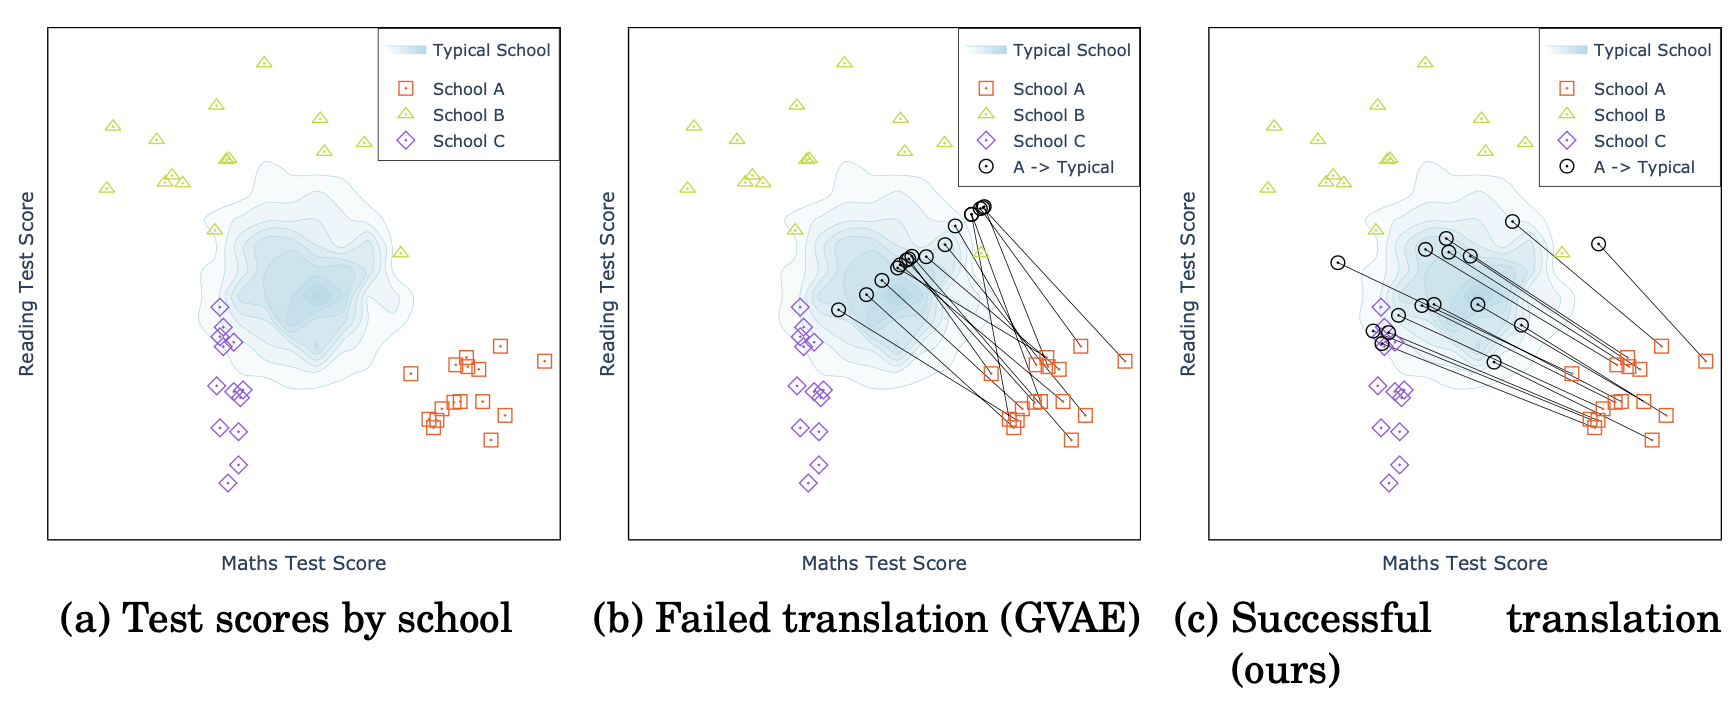 Typical School
School A
School B
School C
Reading Test Score
Maths Test Score
(a) Test scores by school
Typical School
School A
School B
School C
A -> Typical
Reading Test Score
Maths Test Score
(b) Failed translation (GVAE)
Typical School
School A
School B
School C
A -> Typical
Reading Test Score
Maths Test Score
(c) Successful translation
(ours)